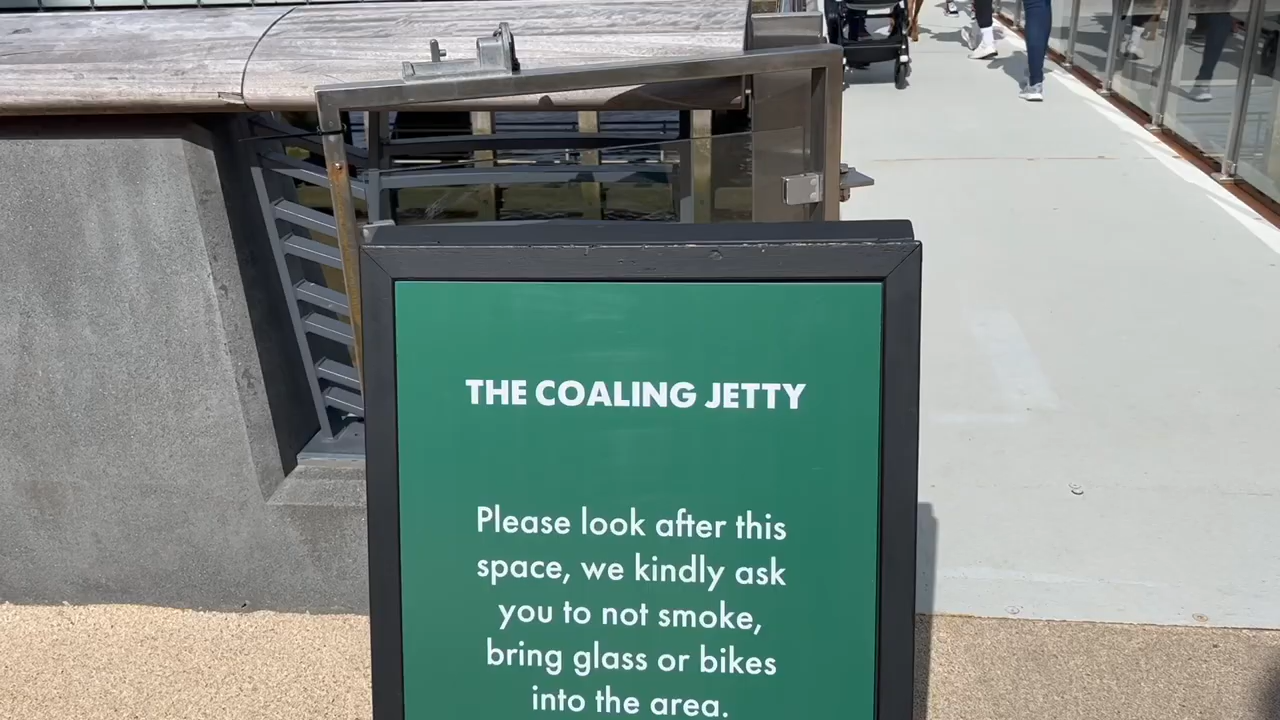 THE COALING JETTY
Please look after this
space, we kindly ask
you to not smoke,
bring glass or bikes
into the area.